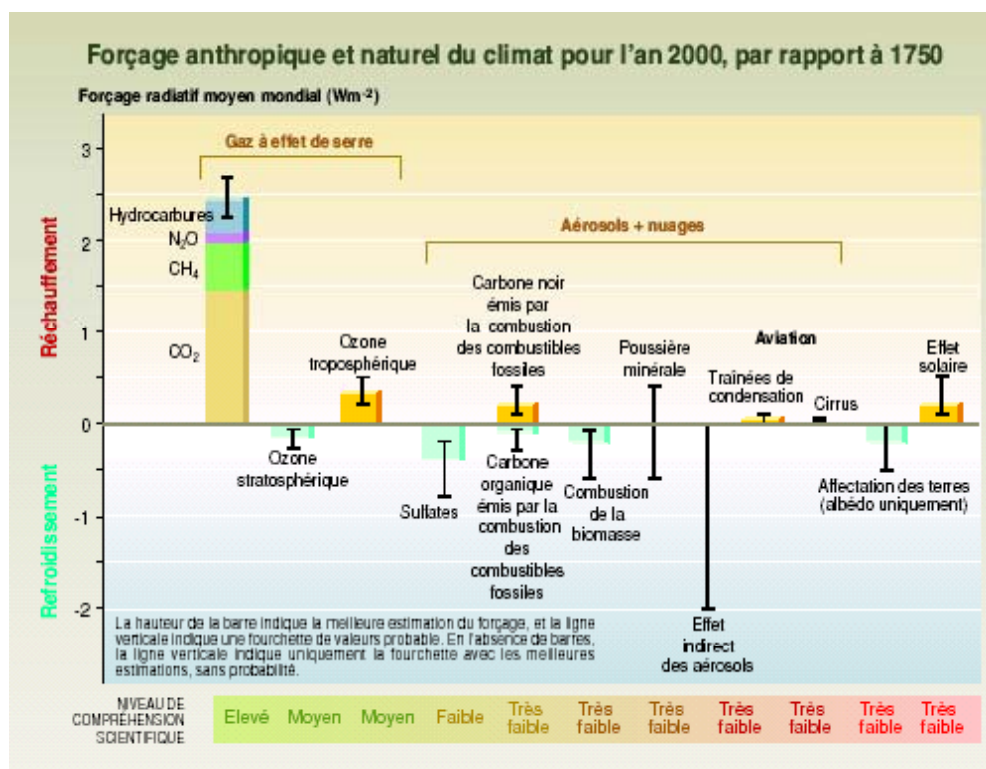 Forçage anthropique et naturel du climat pour l'an 2000, par rapport à 1750
Forçage radiatif moyen mondial (Wm-2)
Réchauffement
Refroidissement
3
2
1
0
-1
-2
Gaz à effet de serre
Hydrocarbures
N2O
CH4
CO2
Ozone
stratosphérique
Ozone
troposphérique
Aérosols + nuages
Sulfates
Carbone noir
émis par
la combustion
des combustibles
fossiles
Carbone
organique
émis par la
combustion
des
combustibles
fossiles
Combustion
de la
biomasse
Poussière
minérale
Effet
indirect
des aérosols
Aviation
Traînées de
condensation
Cirrus
Affectation des terres
(albédo uniquement)
Effet
solaire
La hauteur de la barre indique la meilleure estimation du forçage, et la ligne
verticale indique une fourchette de valeurs probable. En l'absence de barres,
la ligne verticale indique uniquement la fourchette avec les meilleures
estimations, sans probabilité.
NIVEAU DE
COMPRÉHENSION
SCIENTIFIQUE
Elevé
Moyen
Moyen
Faible
Très
faible
Très
faible
Très
faible
Très
faible
Très
faible
Très
faible
Très
faible